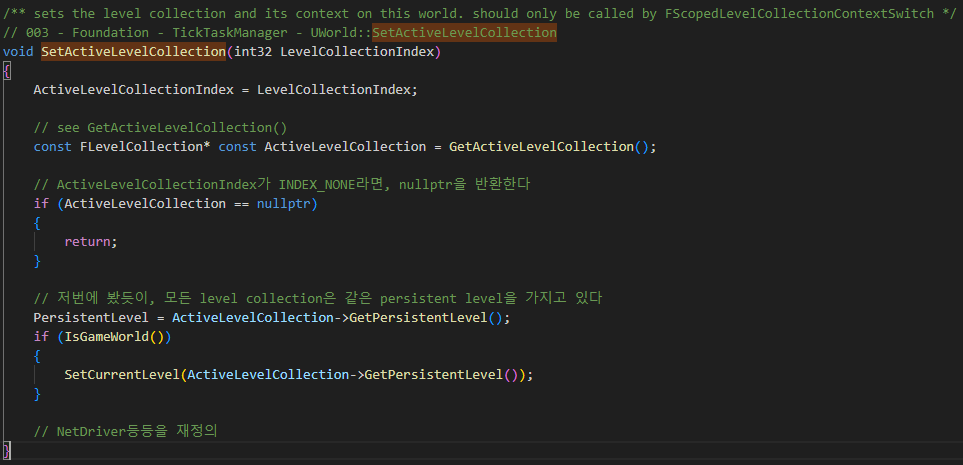 /** sets the level collection and its context on this world. should only be called by FScopedLevelCollectionContextSwitch */
// 003 - Foundation - TickTaskManager - UWorld::SetActiveLevelCollection
void SetActiveLevelCollection(int32 LevelCollectionIndex)
{
    ActiveLevelCollectionIndex = LevelCollectionIndex;
    // see GetActiveLevelCollection()
    const FLevelCollection* const ActiveLevelCollection = GetActiveLevelCollection();
    // ActiveLevelCollectionIndex가 INDEX_NONE라면, nullptr을 반환한다
    if (ActiveLevelCollection == nullptr)
    {
        return;
    }
    // 저번에 봤듯이, 모든 level collection은 같은 persistent level을 가지고 있다
    PersistentLevel = ActiveLevelCollection->GetPersistentLevel();
    if (IsGameWorld())
    {
        SetCurrentLevel(ActiveLevelCollection->GetPersistentLevel());
    }
    // NetDriver등등을 재정의
}